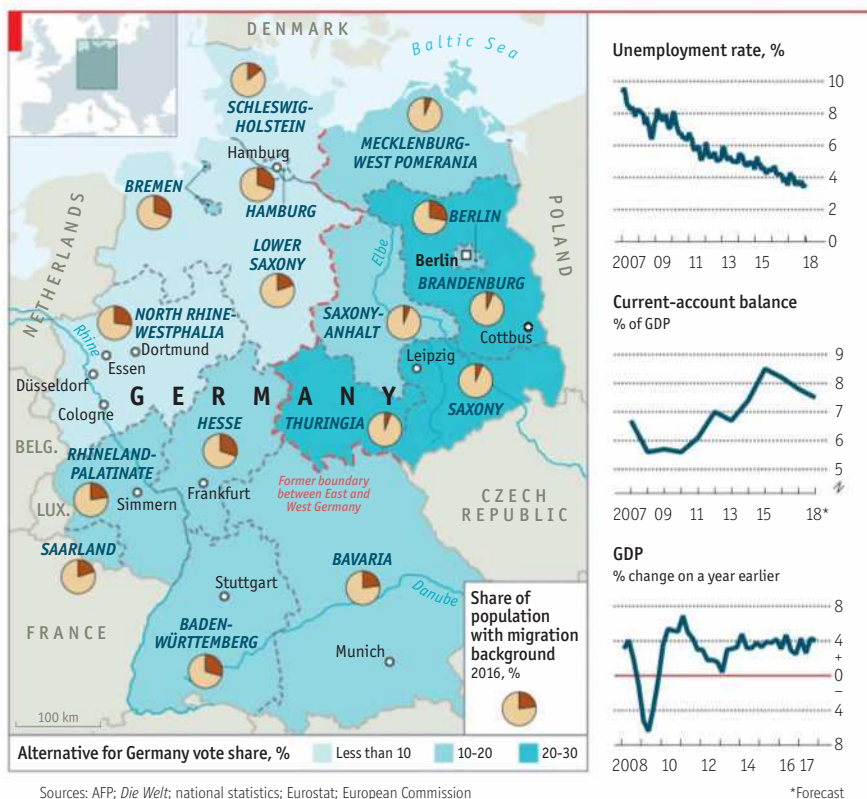 DENMARK
Baltic Sea
SCHLESWIG-
HOLSTEIN
Hamburg
MECKLENBURG-
WEST POMERANIA
BREMEN
HAMBURG
BERLIN
POLAND
NETHERLANDS
LOWER
SAXONY
Elbe
Berlin
BRANDENBURG
NORTH RHINE-
WESTPHALIA
SAXONY-
ANHALT
Cottbus
Rhine
Dortmund
Essen
Leipzig
Düsseldorf
GERMANY
Cologne
SAXONY
HESSE
THURINGIA
BELG.
RHINELAND-
PALATINATE
Former boundary
between East and
West Germany
Frankfurt
Simmern
LUX.
CZECH
REPUBLIC
SAARLAND
BAVARIA
Stuttgart
Danube
FRANCE
BADEN-
WÜRTTEMBERG
Munich
Share of
population
with migration
background
2016, %
100 km
Alternative for Germany vote share, %
Less than 10
10-20
20-30
Unemployment rate, %
10
8
6
4
2
0
2007 09 11 13 15 18
Current-account balance
% of GDP
9
8
7
6
5
2007 09 11 13 15 18*
GDP
% change on a year earlier
8
4
+
0
–
4
8
2008 10 12 14 16 17
Sources: AFP; Die Welt; national statistics; Eurostat; European Commission
*Forecast